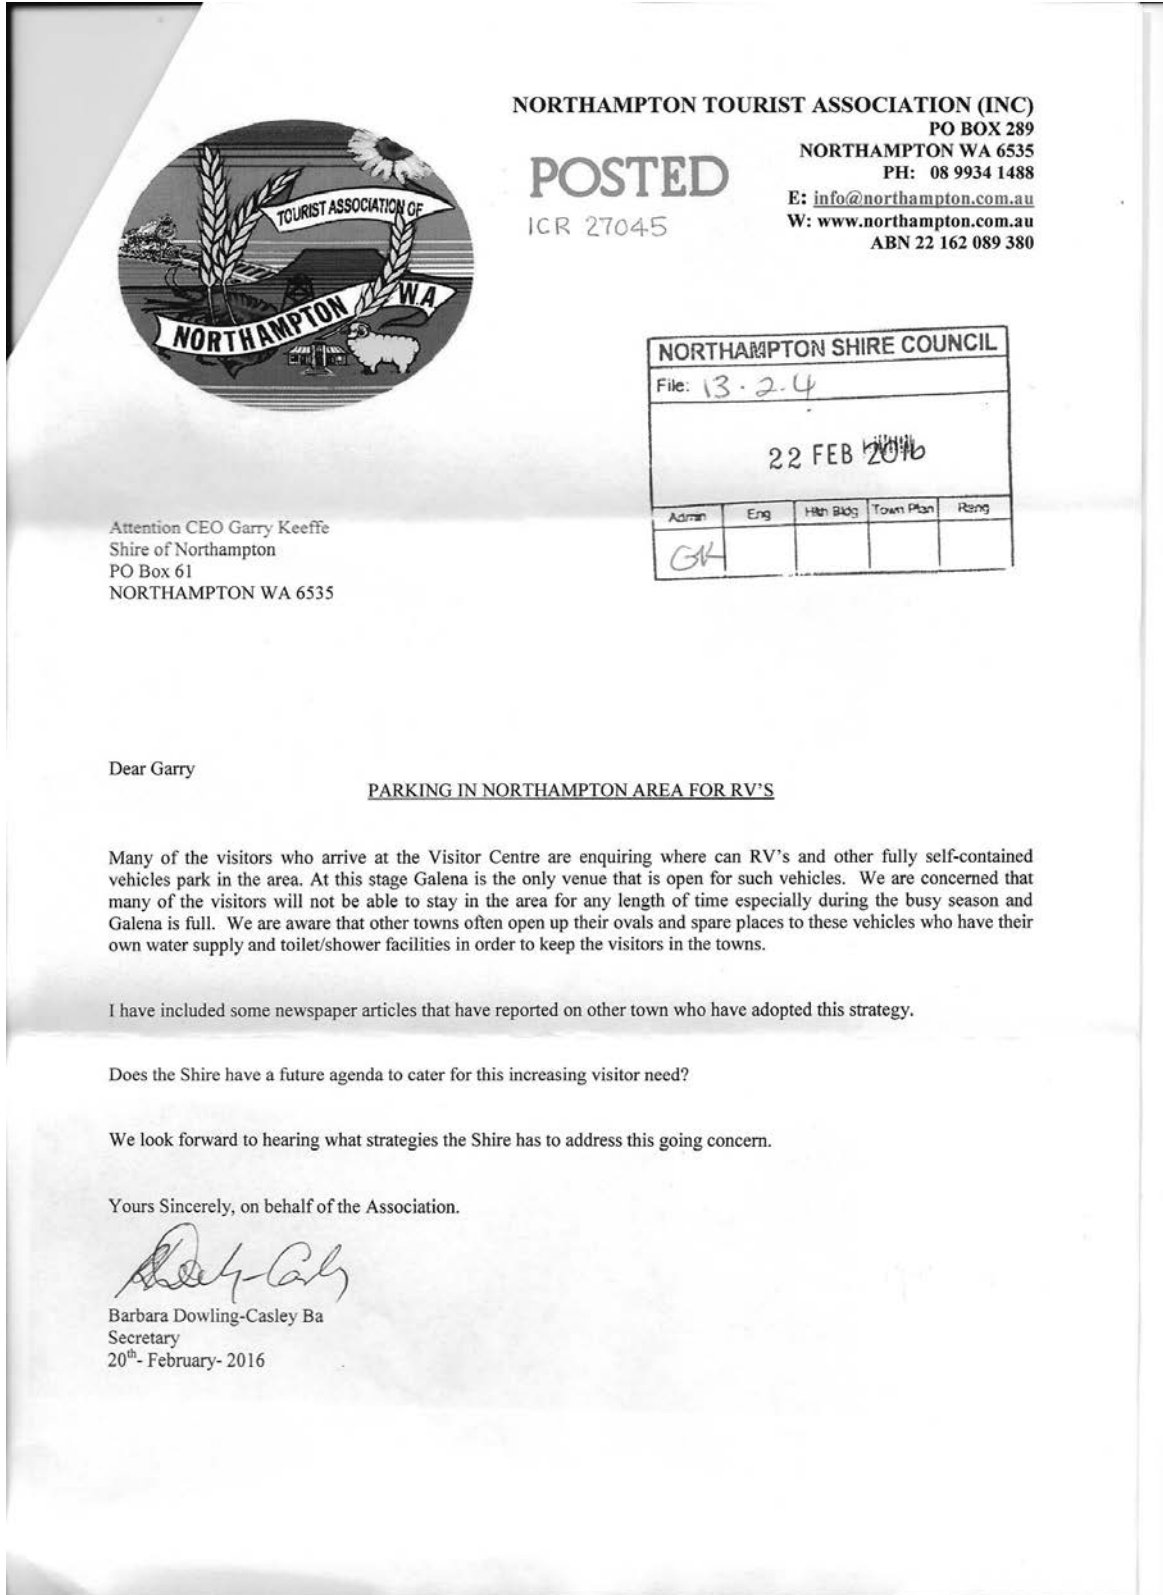 NORTHAMPTON TOURIST ASSOCIATION (INC)
PO BOX 289
NORTHAMPTON WA 6535
PH: 08 9934 1488
E: info@northampton.com.au
W: www.northampton.com.au
ABN 22 162 089 380
POSTED
ICR 27045
TOURIST ASSOCIATION OF
NORTHAMPTON W.A
NORTHAMPTON SHIRE COUNCIL
File: 13.2.4
22 FEB 2016
Admin Eng Hlth Bldg Town Plan Rang
GK
Attention CEO Garry Keeffe
Shire of Northampton
PO Box 61
NORTHAMPTON WA 6535
Dear Garry
PARKING IN NORTHAMPTON AREA FOR RV'S
Many of the visitors who arrive at the Visitor Centre are enquiring where can RV's and other fully self-contained
vehicles park in the area. At this stage Galena is the only venue that is open for such vehicles. We are concerned that
many of the visitors will not be able to stay in the area for any length of time especially during the busy season and
Galena is full. We are aware that other towns often open up their ovals and spare places to these vehicles who have their
own water supply and toilet/shower facilities in order to keep the visitors in the towns.
I have included some newspaper articles that have reported on other town who have adopted this strategy.
Does the Shire have a future agenda to cater for this increasing visitor need?
We look forward to hearing what strategies the Shire has to address this going concern.
Yours Sincerely, on behalf of the Association.
Barbara Dowling-Casley Ba
Secretary
20th- February- 2016